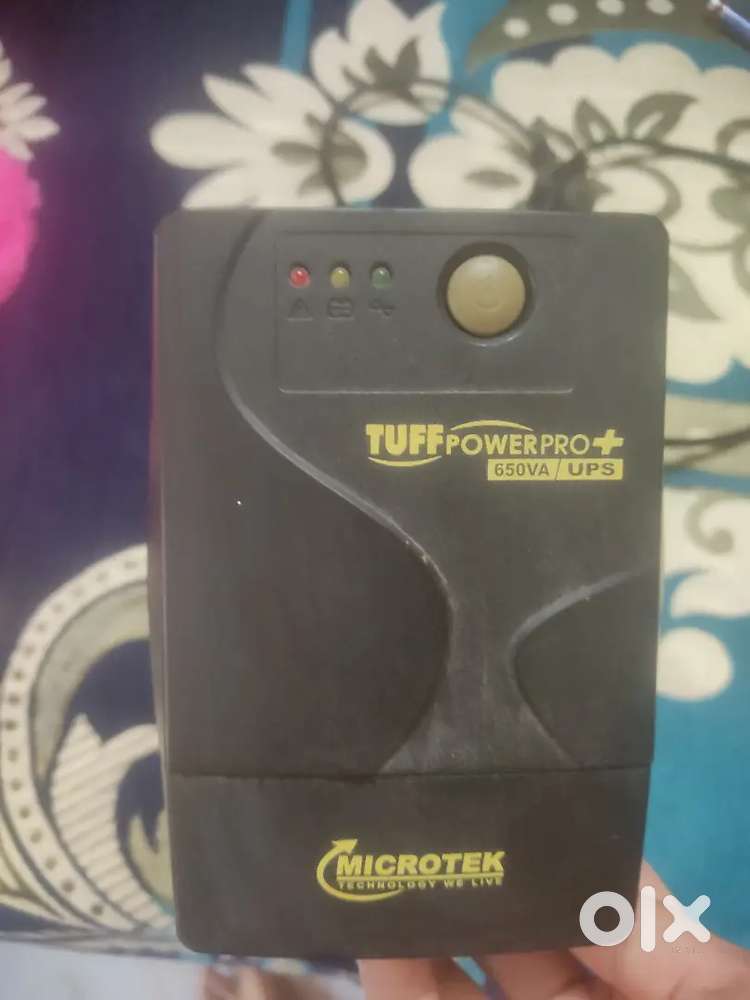 TUFF POWERPRO+
650VA / UPS
MICROTEK
TECHNOLOGY WE LIVE
olx